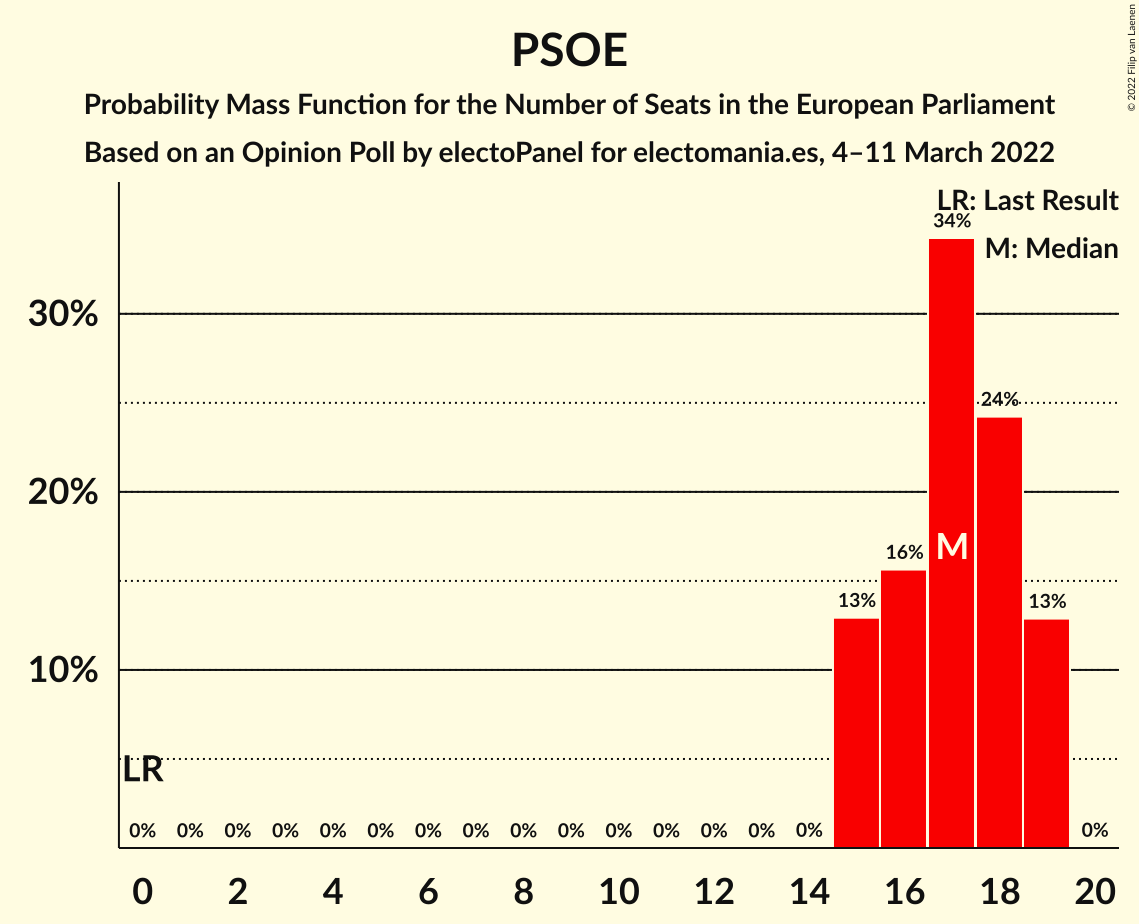 PSOE
Probability Mass Function for the Number of Seats in the European Parliament
Based on an Opinion Poll by electoPanel for electomania.es, 4–11 March 2022
© 2022 Filip van Laenen
LR: Last Result
M: Median
34%
30%
24%
20%
M
16%
13%
13%
10%
LR
0% 0% 0% 0% 0% 0% 0% 0% 0% 0% 0% 0% 0% 0% 0% 0%
0 2 4 6 8 10 12 14 16 18 20